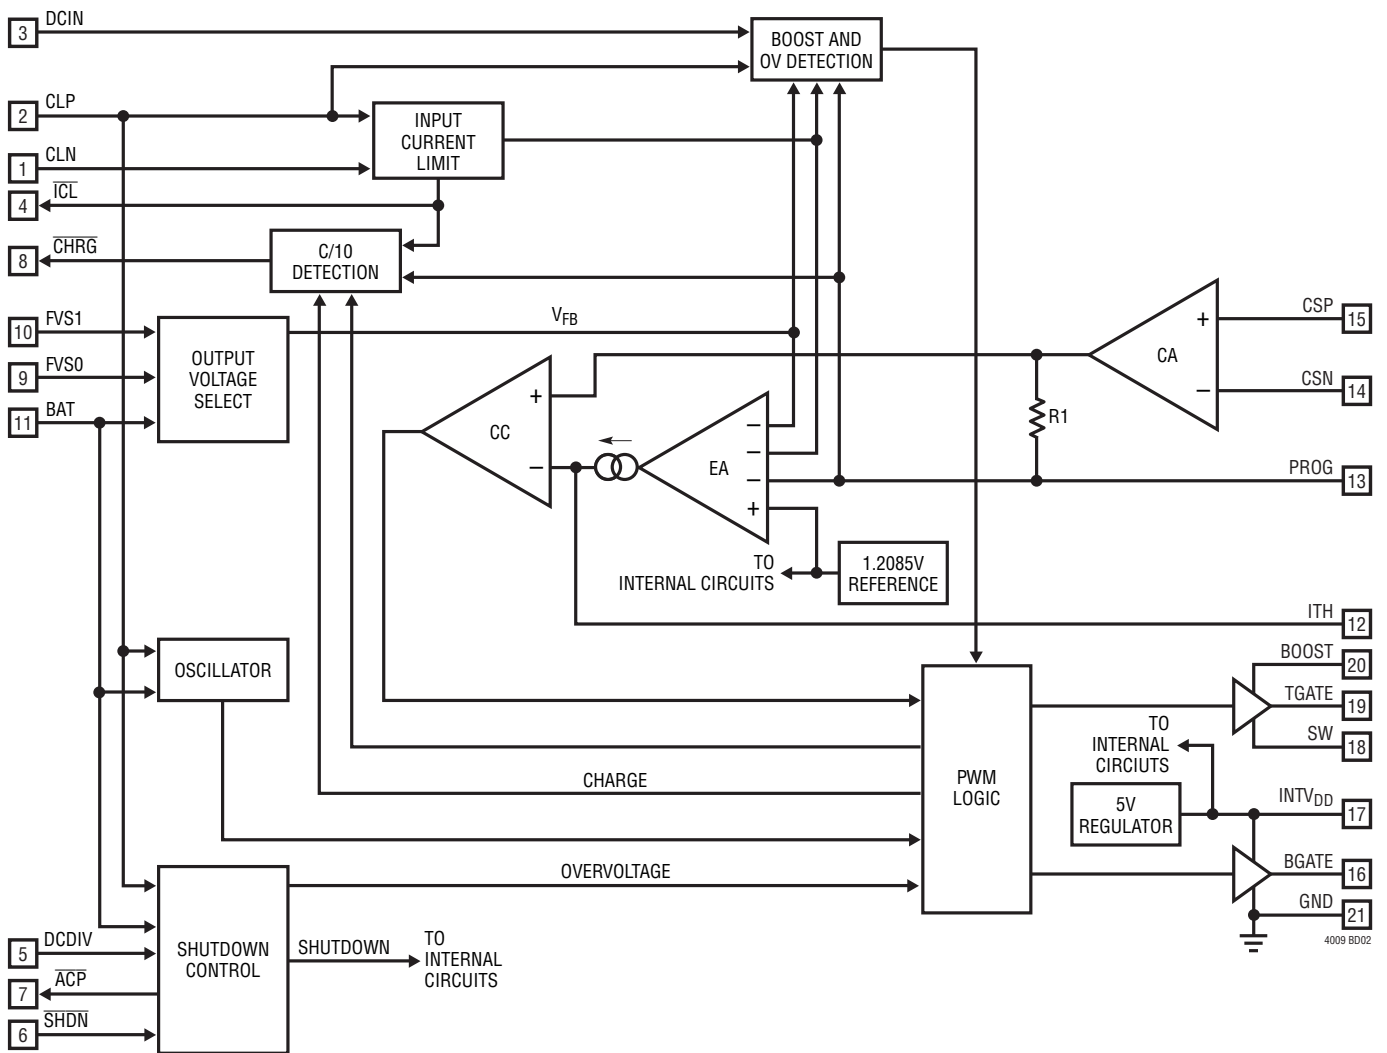 3 DCIN
BOOST AND
OV DETECTION
2 CLP
INPUT
CURRENT
LIMIT
1 CLN
4 ICL
8 CHRG
C/10
DETECTION
10 FVS1
9 FVS0
11 BAT
OUTPUT
VOLTAGE
SELECT
VFB
+
−
CC
−
−
−
+
EA
+
−
CA
CSP 15
CSN 14
R1
PROG 13
TO
INTERNAL CIRCUITS
1.2085V
REFERENCE
ITH 12
BOOST 20
TGATE 19
SW 18
OSCILLATOR
PWM
LOGIC
CHARGE
TO
INTERNAL
CIRCIUTS
5V
REGULATOR
INTVDD 17
BGATE 16
GND 21
4009 BD02
OVERVOLTAGE
5 DCDIV
7 ACP
6 SHDN
SHUTDOWN
CONTROL
SHUTDOWN
TO
INTERNAL
CIRCUITS